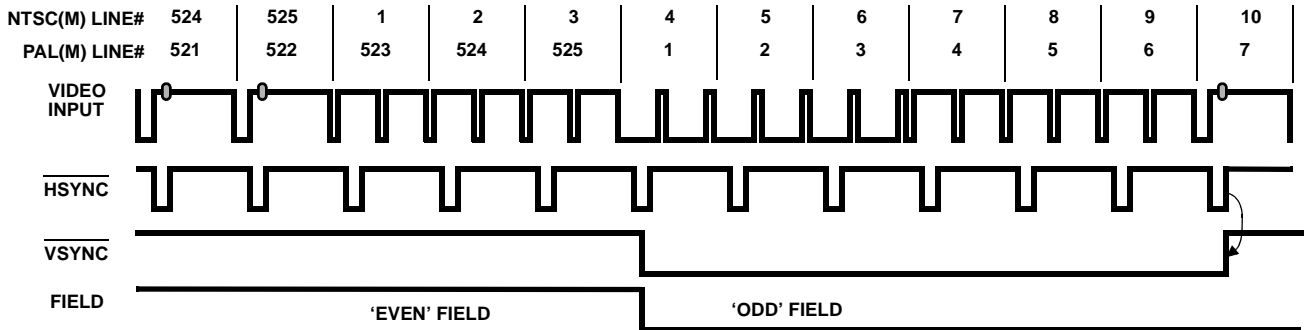 NTSC(M) LINE# 524 525 1 2 3 4 5 6 7 8 9 10
PAL(M) LINE# 521 522 523 524 525 1 2 3 4 5 6 7
VIDEO
INPUT
HSYNC
VSYNC
FIELD ‘EVEN’ FIELD ‘ODD’ FIELD